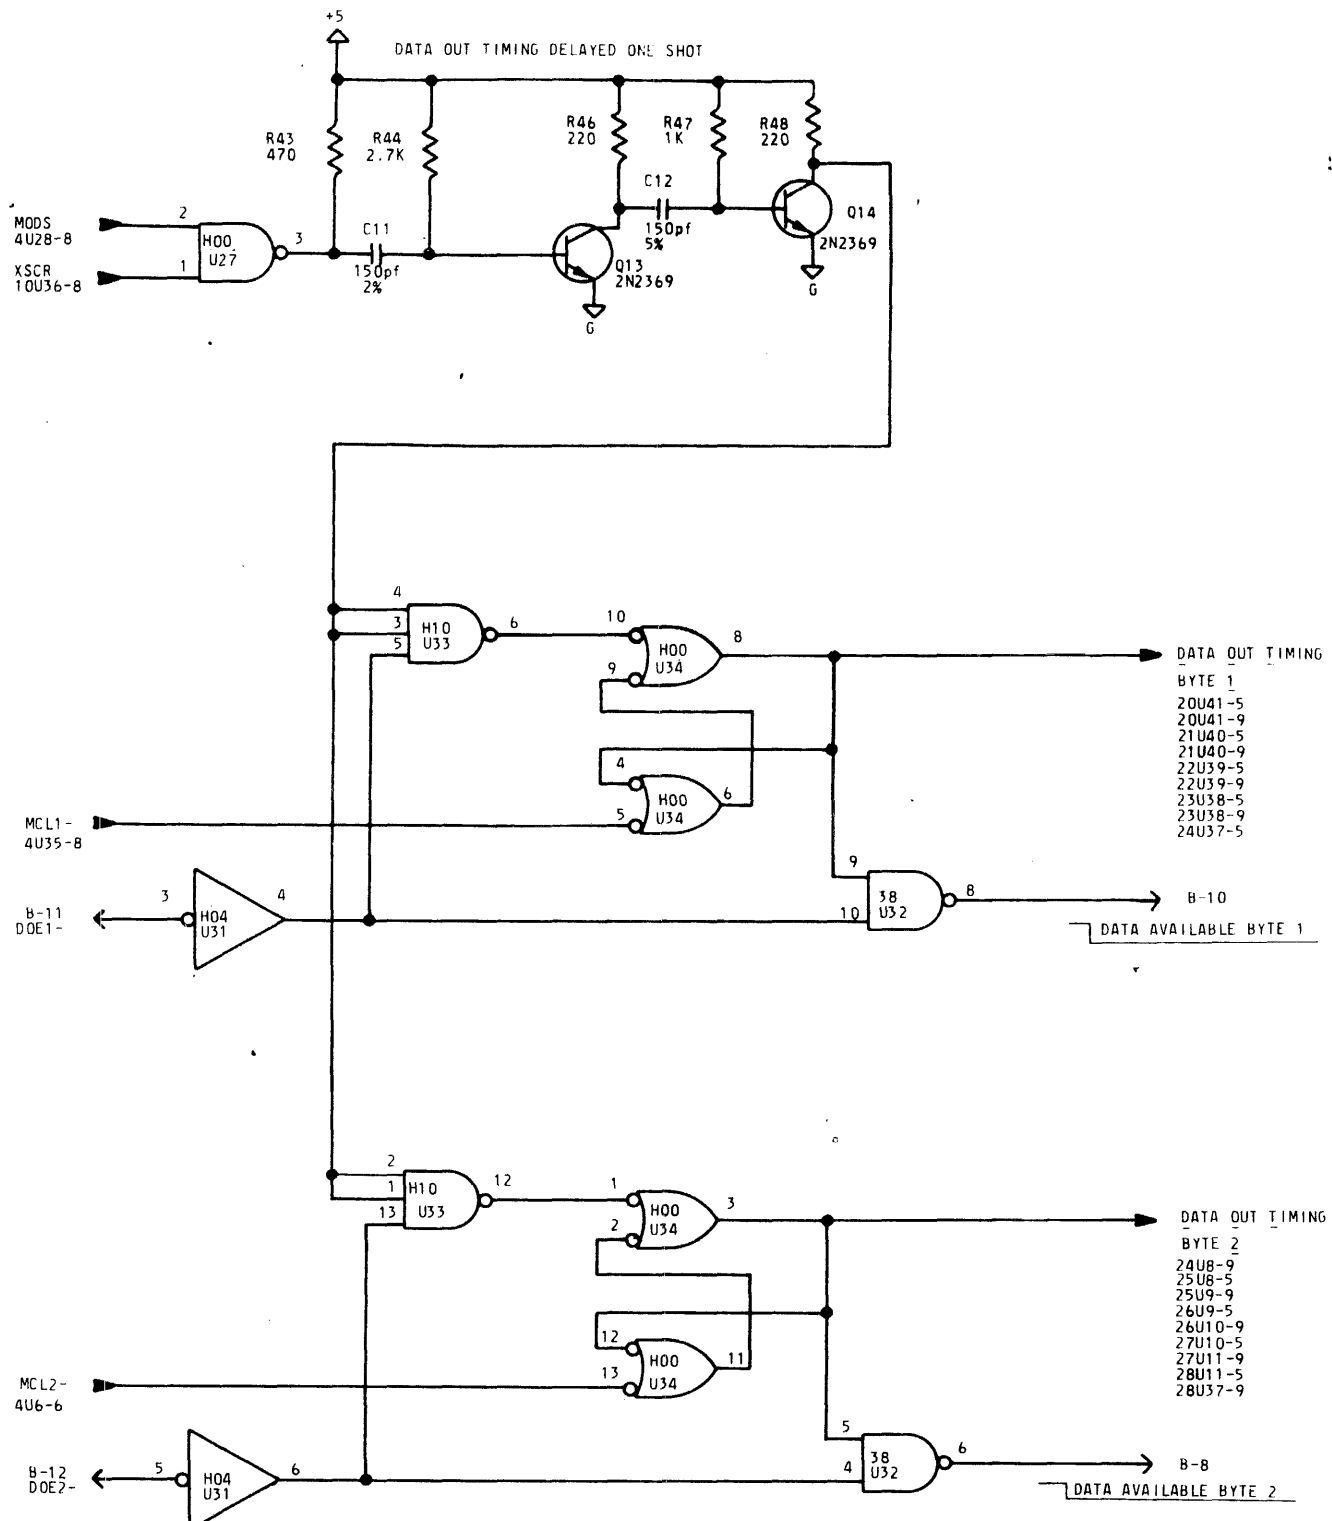 +5
DATA OUT TIMING DELAYED ONE SHOT
R43
470
R44
2.7K
R46
220
R47
1K
R48
220
C12
150pf
5%
Q14
2N2369
G
MODS
4U28-8
XSCR
10U36-8
2
1
H00
U27
3
C11
150pf
2%
Q13
2N2369
G
4
3
5
H10
U33
6
10
9
H00
U34
8
DATA OUT TIMING
BYTE 1
20U41-5
20U41-9
21U40-5
21U40-9
22U39-5
22U39-9
23U38-5
23U38-9
24U37-5
4
5
H00
U34
6
MCL1-
4U35-8
B-11
DOE1-
3
H04
U31
4
9
10
38
U32
8
B-10
DATA AVAILABLE BYTE 1
2
1
13
H10
U33
12
1
2
H00
U34
3
DATA OUT TIMING
BYTE 2
24U8-9
25U8-5
25U9-9
26U9-5
26U10-9
27U10-5
27U11-9
28U11-5
28U37-9
12
13
H00
U34
11
MCL2-
4U6-6
B-12
DOE2-
5
H04
U31
6
5
4
38
U32
6
B-8
DATA AVAILABLE BYTE 2